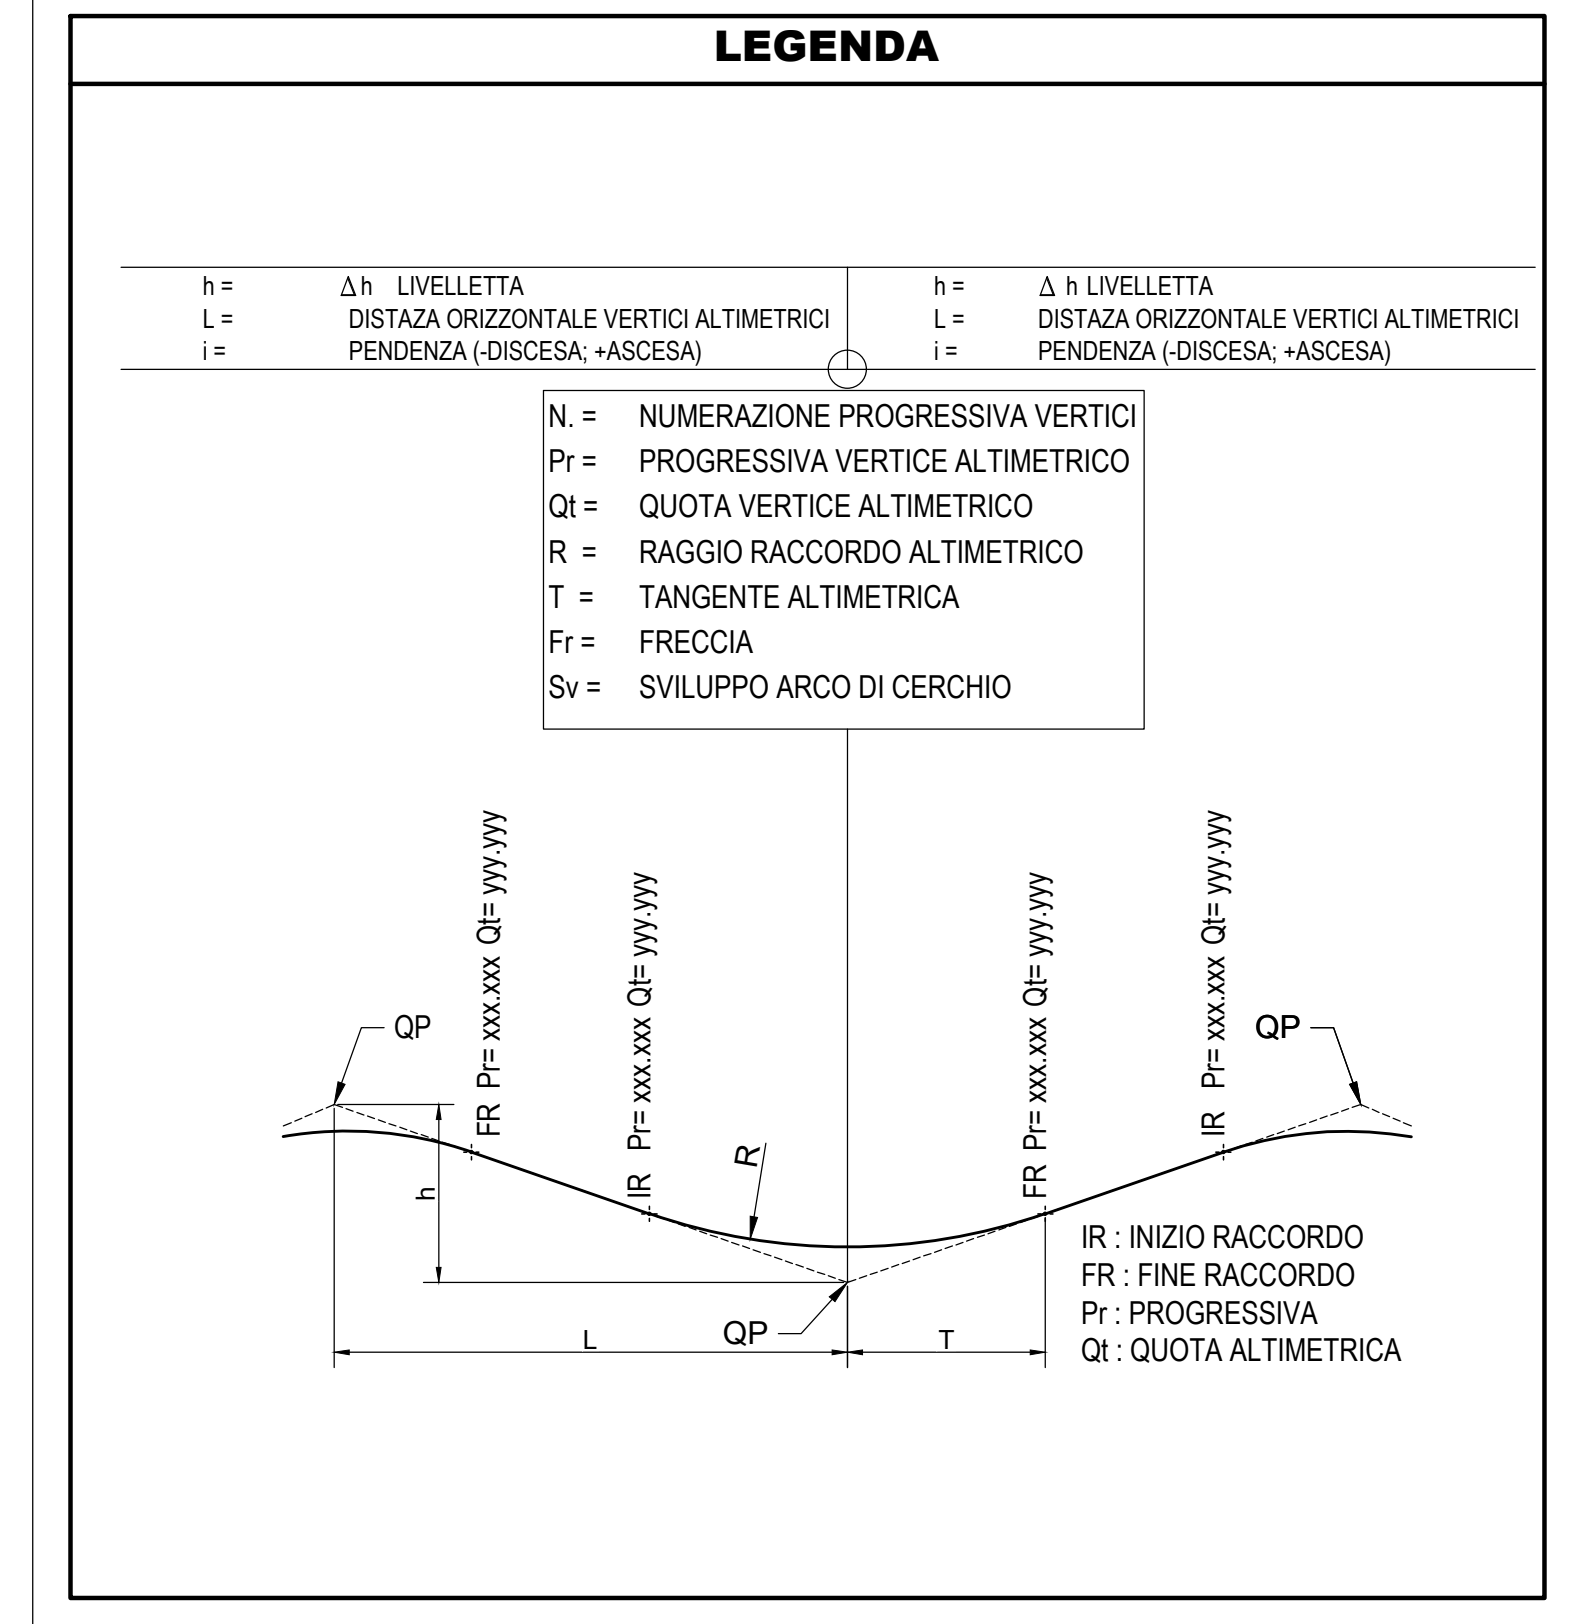 LEGENDA
h = Δ h LIVELLETTA
L = DISTAZA ORIZZONTALE VERTICI ALTIMETRICI
i = PENDENZA (-DISCESA; +ASCESA)
h = Δ h LIVELLETTA
L = DISTAZA ORIZZONTALE VERTICI ALTIMETRICI
i = PENDENZA (-DISCESA; +ASCESA)
N. = NUMERAZIONE PROGRESSIVA VERTICI
Pr = PROGRESSIVA VERTICE ALTIMETRICO
Qt = QUOTA VERTICE ALTIMETRICO
R = RAGGIO RACCORDO ALTIMETRICO
T = TANGENTE ALTIMETRICA
Fr = FRECCIA
Sv = SVILUPPO ARCO DI CERCHIO
QP
FR Pr= xxx.xxx Qt= yyy.yyy
IR Pr= xxx.xxx Qt= yyy.yyy
FR Pr= xxx.xxx Qt= yyy.yyy
IR Pr= xxx.xxx Qt= yyy.yyy
QP
h
R
L
QP
T
IR : INIZIO RACCORDO
FR : FINE RACCORDO
Pr : PROGRESSIVA
Qt : QUOTA ALTIMETRICA